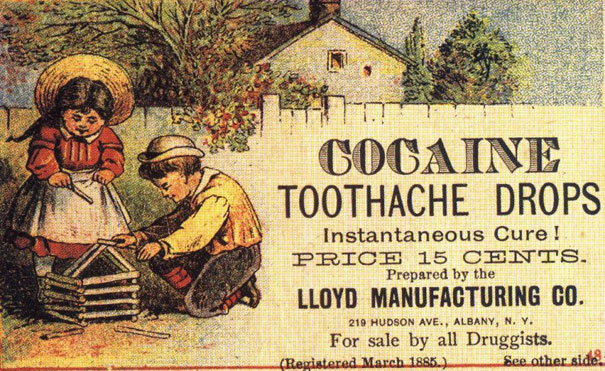 COCAINE
TOOTHACHE DROPS
Instantaneous Cure!
PRICE 15 CENTS.
Prepared by the
LLOYD MANUFACTURING CO.
219 HUDSON AVE., ALBANY, N. Y.
For sale by all Druggists.
(Registered March 1885.) See other side.